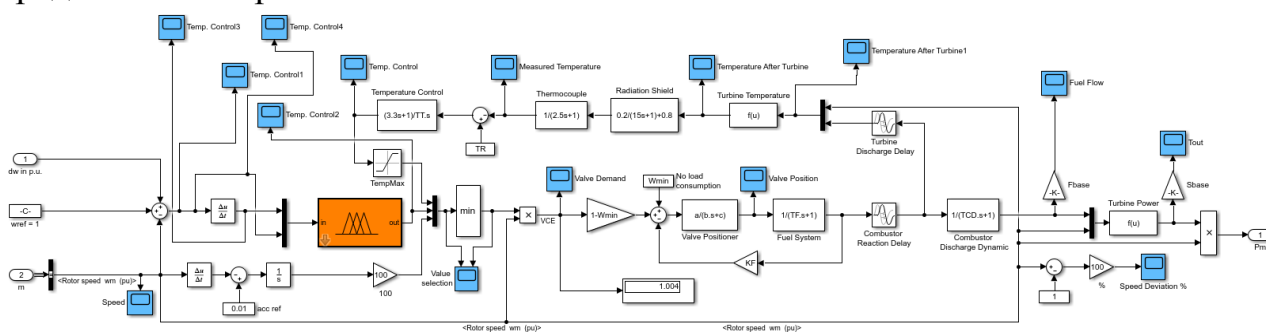 Temp. Control3
Temp. Control4
Temp. Control1
Temp. Control2
Temp. Control
Measured Temperature
Temperature After Turbine
Temperature After Turbine1
Fuel Flow
Tout
Temperature Control
(3.3s+1)/TT.s
TR
Thermocouple
1/(2.5s+1)
Radiation Shield
0.2/(15s+1)+0.8
Turbine Temperature
f(u)
Turbine
Discharge Delay
-K-
Fbase
-K-
Sbase
1
dw in p.u.
-C-
wref = 1
Δu
Δt
in
out
TempMax
min
×
VCE
Valve Demand
1-Wmin
Wmin
No load
consumption
a/(b.s+c)
Valve Positioner
Valve Position
1/(TF.s+1)
Fuel System
KF
Combustor
Reaction Delay
1/(TCD.s+1)
Combustor
Discharge Dynamic
Turbine Power
f(u)
×
1
Pm
2
m
<Rotor speed wm (pu)>
Speed
Δu
Δt
0.01
acc ref
1
s
100
100
Value
selection
1.004
1
100
%
Speed Deviation %
<Rotor speed wm (pu)>
<Rotor speed wm (pu)>